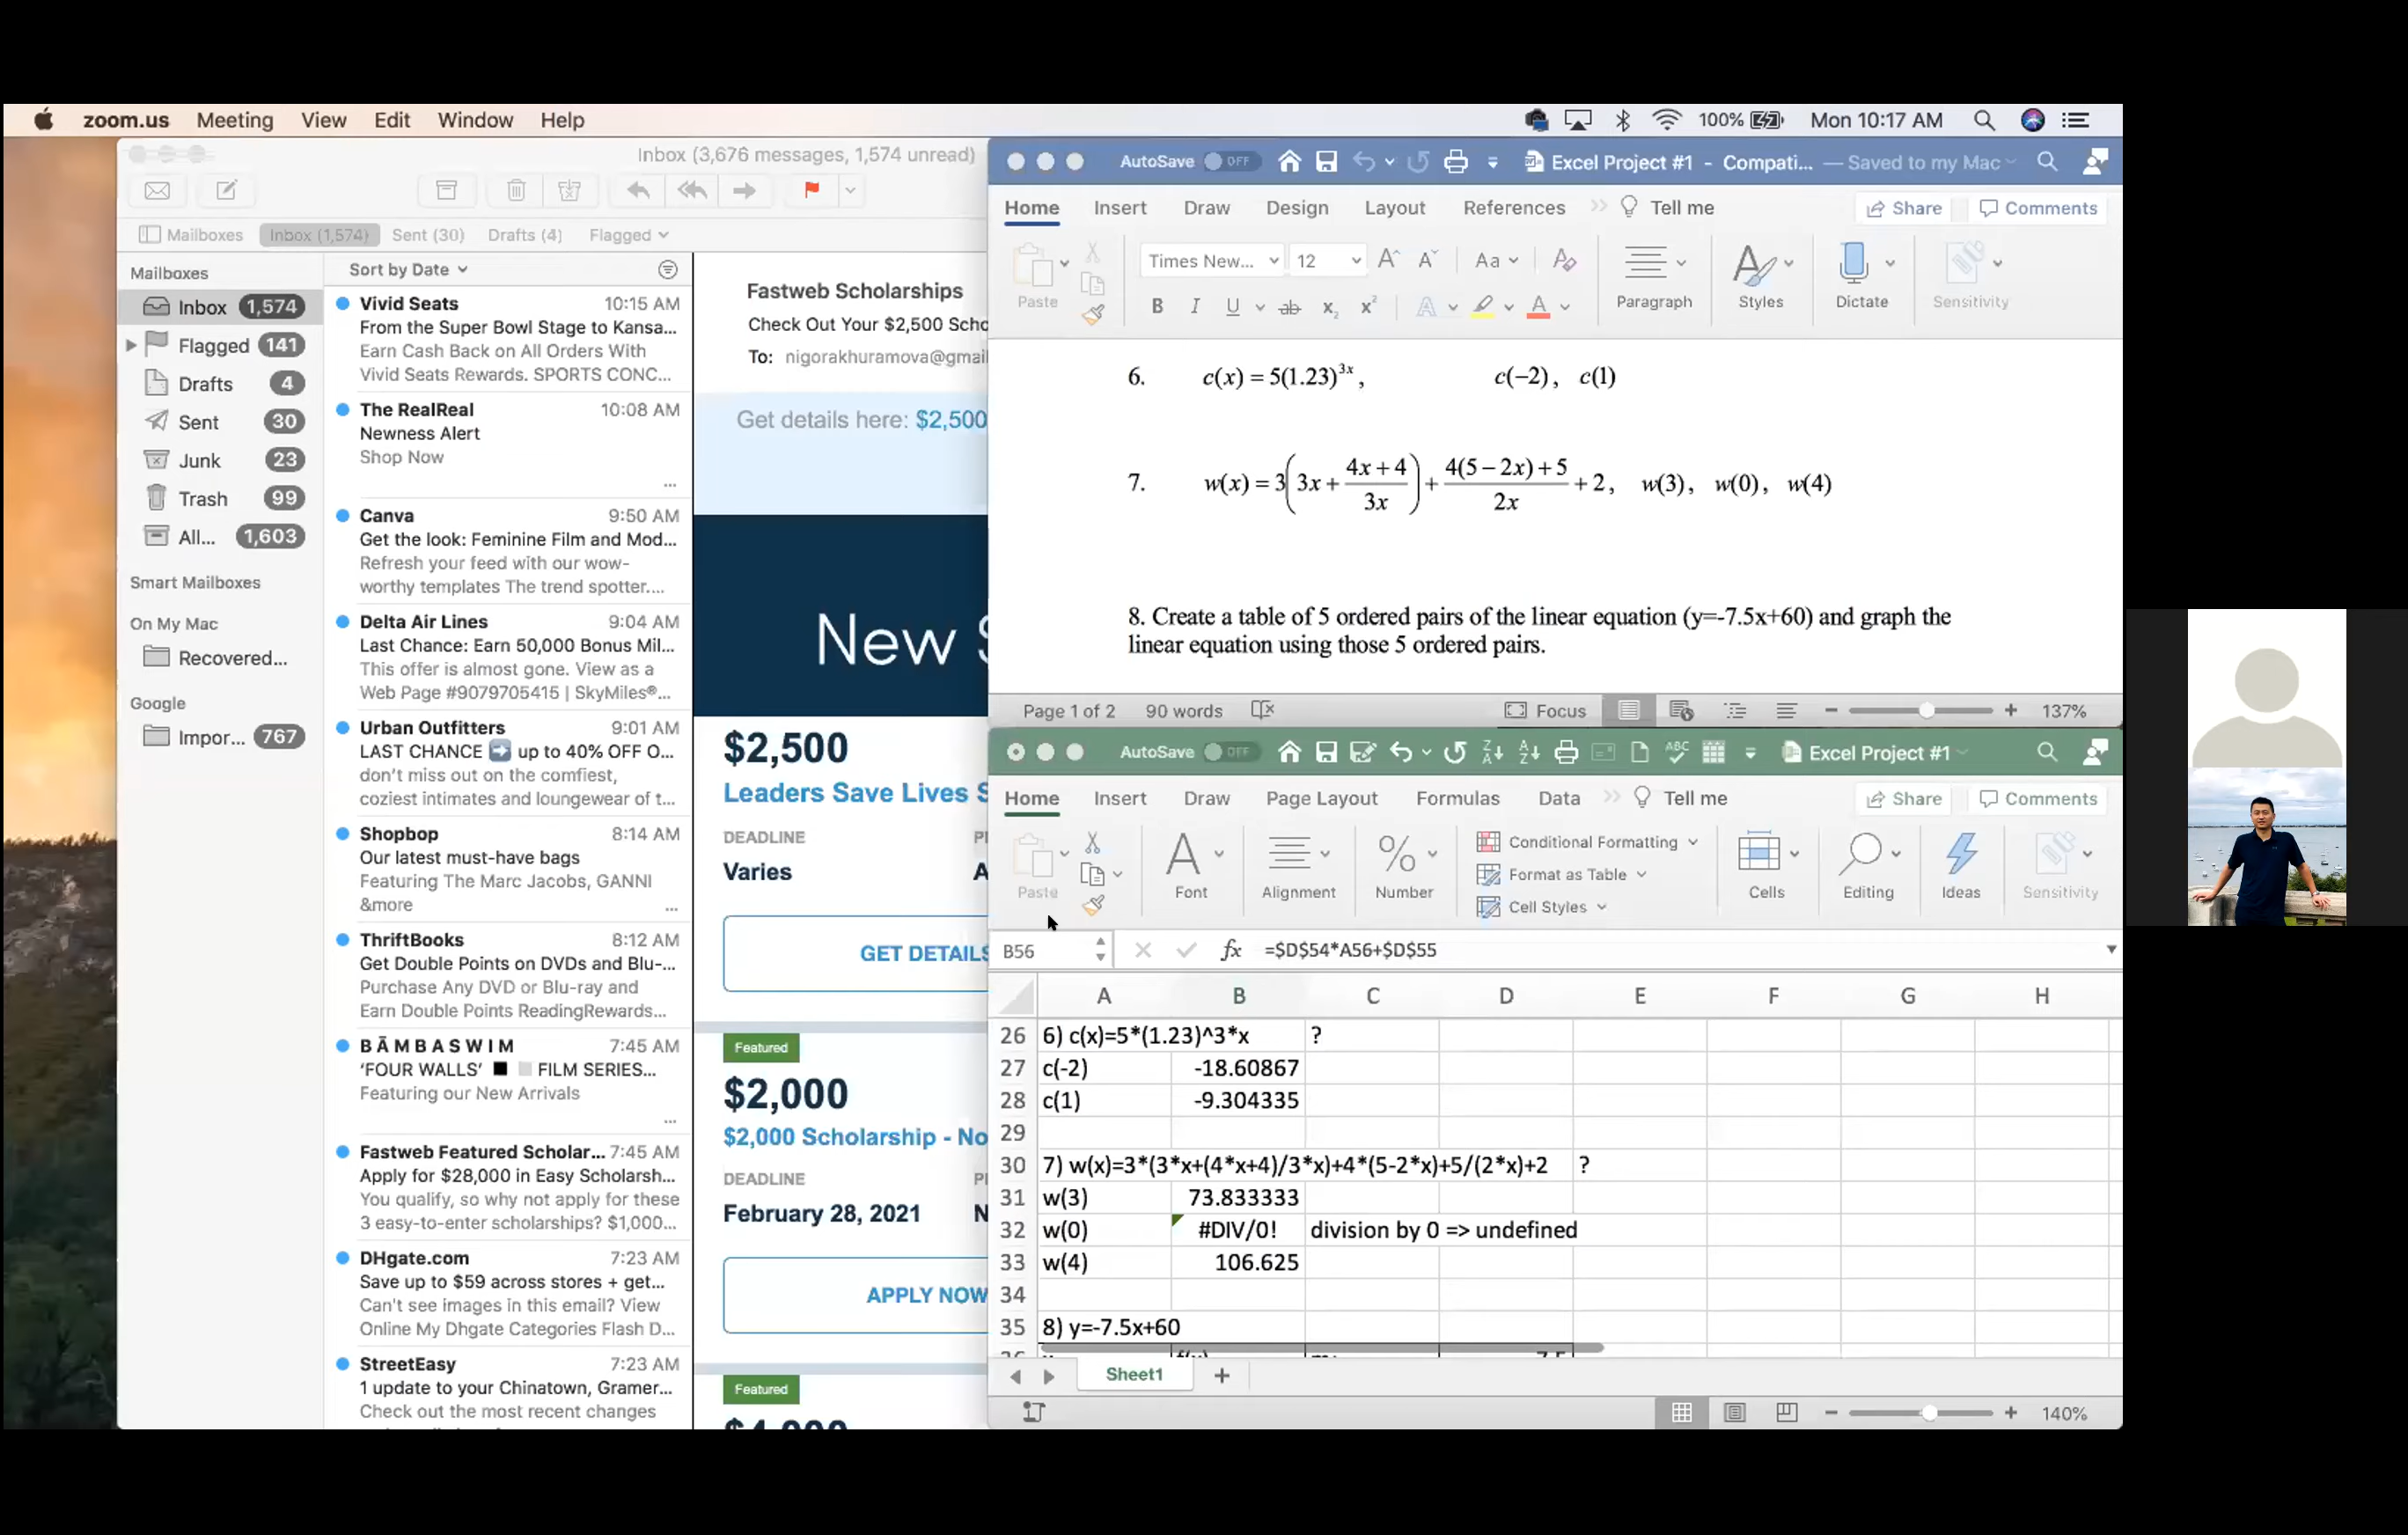 zoom.us Meeting View Edit Window Help
100% Mon 10:17 AM
Inbox (3,676 messages, 1,574 unread)
Mailboxes Inbox (1,574) Sent (30) Drafts (4) Flagged
Mailboxes
Inbox 1,574
Flagged 141
Drafts 4
Sent 30
Junk 23
Trash 99
All... 1,603
Smart Mailboxes
On My Mac
Recovered...
Google
Impor... 767
Sort by Date
Vivid Seats 10:15 AM
From the Super Bowl Stage to Kansa...
Earn Cash Back on All Orders With
Vivid Seats Rewards. SPORTS CONC...
The RealReal 10:08 AM
Newness Alert
Shop Now
...
Canva 9:50 AM
Get the look: Feminine Film and Mod...
Refresh your feed with our wow-
worthy templates The trend spotter....
Delta Air Lines 9:04 AM
Last Chance: Earn 50,000 Bonus Mil...
This offer is almost gone. View as a
Web Page #9079705415 | SkyMiles®...
Urban Outfitters 9:01 AM
LAST CHANCE ➡️ up to 40% OFF O...
don't miss out on the comfiest,
coziest intimates and loungewear of t...
Shopbop 8:14 AM
Our latest must-have bags
Featuring The Marc Jacobs, GANNI
&more ...
ThriftBooks 8:12 AM
Get Double Points on DVDs and Blu-...
Purchase Any DVD or Blu-ray and
Earn Double Points ReadingRewards...
B Ā M B A S W I M 7:45 AM
‘FOUR WALLS’ ◼️ ◻️ FILM SERIES...
Featuring our New Arrivals
...
Fastweb Featured Scholar... 7:45 AM
Apply for $28,000 in Easy Scholarsh...
You qualify, so why not apply for these
3 easy-to-enter scholarships? $1,000...
DHgate.com 7:23 AM
Save up to $59 across stores + get...
Can't see images in this email? View
Online My Dhgate Categories Flash D...
StreetEasy 7:23 AM
1 update to your Chinatown, Gramer...
Check out the most recent changes
Fastweb Scholarships
Check Out Your $2,500 Scho
To: nigorakhuramova@gmai
Get details here: $2,500
New S
$2,500
Leaders Save Lives S
DEADLINE
Varies
GET DETAILS
Featured
$2,000
$2,000 Scholarship - No
DEADLINE
February 28, 2021
APPLY NOW
Featured
AutoSave OFF Excel Project #1 - Compati... — Saved to my Mac
Home Insert Draw Design Layout References Tell me Share Comments
Paste Times New... 12 Aa Paragraph Styles Dictate Sensitivity
B I U ab x₂ x² A A
6. c(x) = 5(1.23)^{3x}, c(−2), c(1)
7. w(x) = 3(3x + (4x+4)/3x) + (4(5−2x)+5)/2x + 2, w(3), w(0), w(4)
8. Create a table of 5 ordered pairs of the linear equation (y=-7.5x+60) and graph the
linear equation using those 5 ordered pairs.
Page 1 of 2 90 words Focus 137%
AutoSave OFF Excel Project #1
Home Insert Draw Page Layout Formulas Data Tell me Share Comments
Paste Font Alignment Number Conditional Formatting Format as Table Cell Styles Cells Editing Ideas Sensitivity
B56 fx =$D$54*A56+$D$55
A B C D E F G H
26 6) c(x)=5*(1.23)^3*x ?
27 c(-2) -18.60867
28 c(1) -9.304335
29
30 7) w(x)=3*(3*x+(4*x+4)/3*x)+4*(5-2*x)+5/(2*x)+2 ?
31 w(3) 73.833333
32 w(0) #DIV/0! division by 0 => undefined
33 w(4) 106.625
34
35 8) y=-7.5x+60
Sheet1
140%